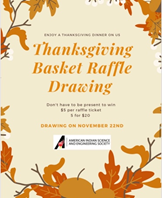 ENJOY A THANKSGIVING DINNER ON US
Thanksgiving
Basket Raffle
Drawing
Don't have to be present to win
$5 per raffle ticket
5 for $20
DRAWING ON NOVEMBER 22ND
AMERICAN INDIAN SCIENCE
AND ENGINEERING SOCIETY